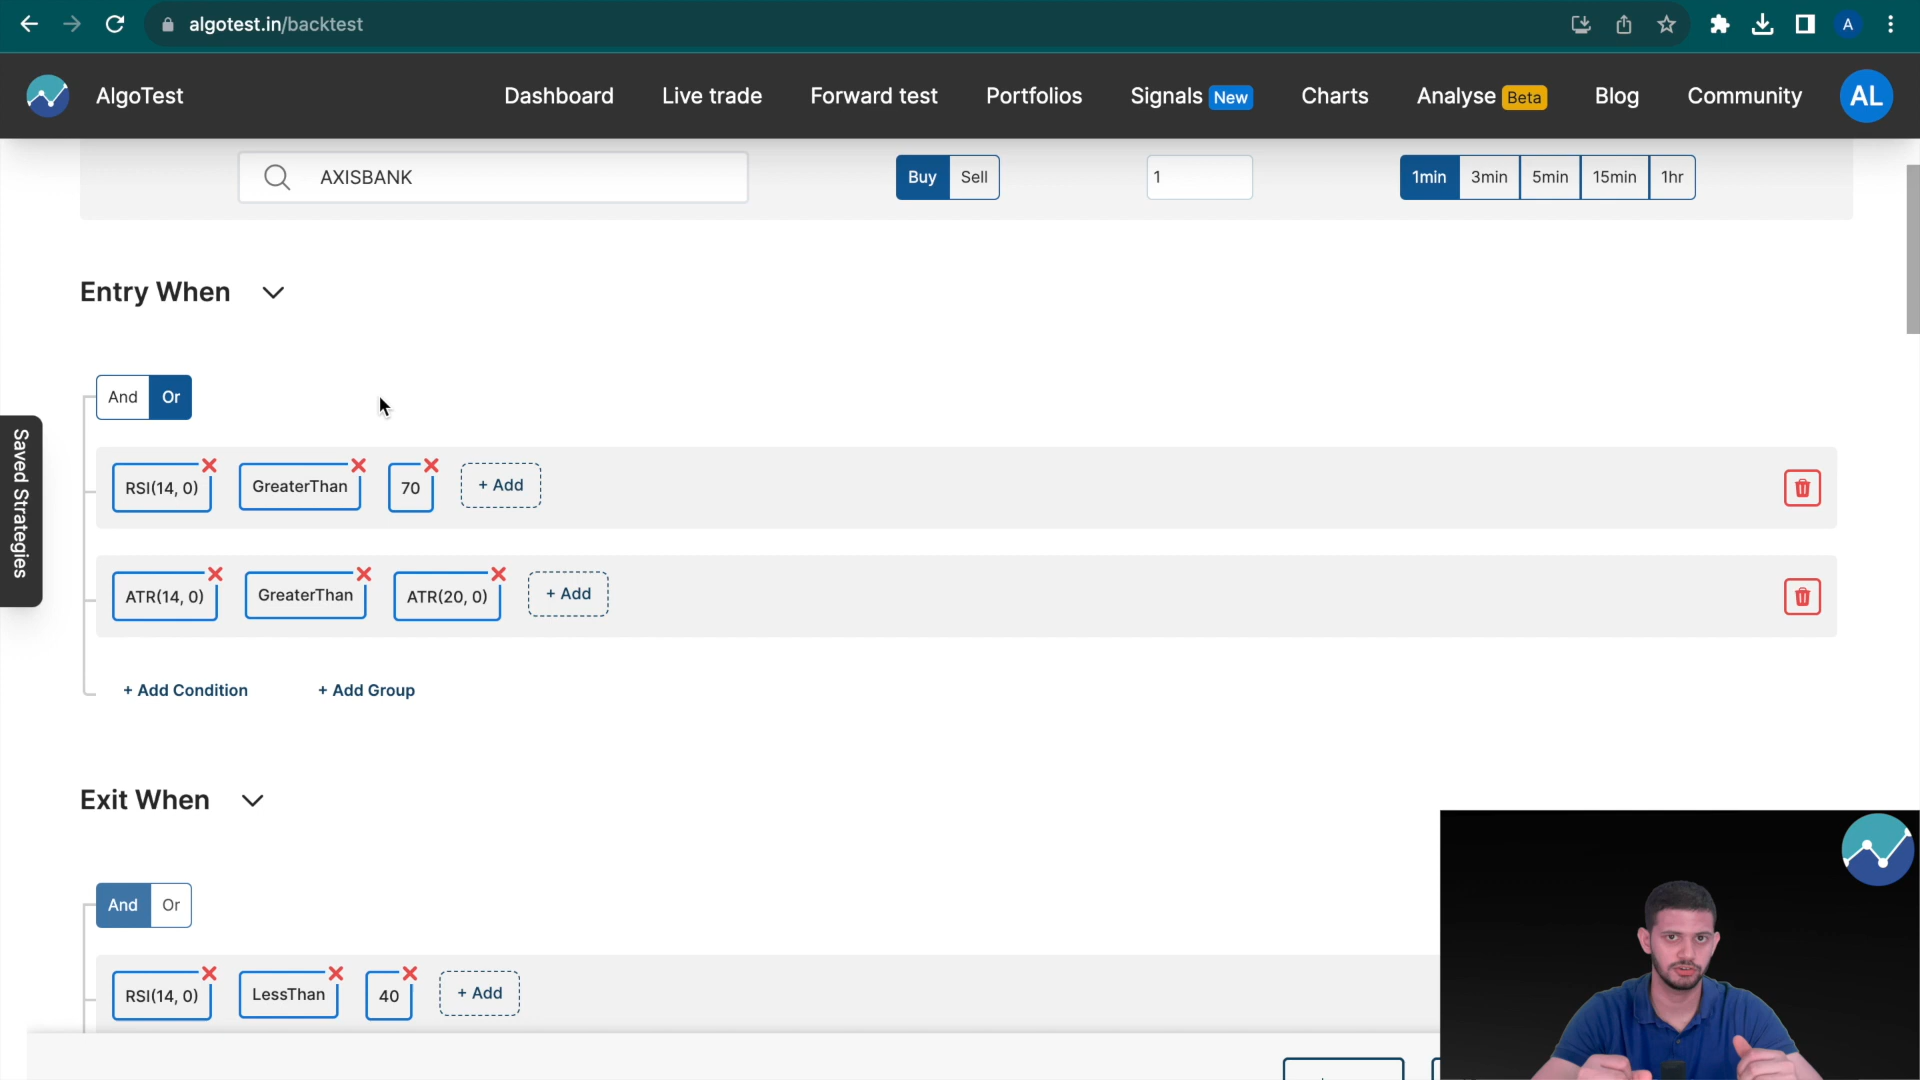 algotest.in/backtest
A
AlgoTest
Dashboard
Live trade
Forward test
Portfolios
Signals New
Charts
Analyse Beta
Blog
Community
AL
AXISBANK
Buy Sell
1
1min 3min 5min 15min 1hr
Entry When
And Or
Saved Strategies
RSI(14, 0) GreaterThan 70 + Add
ATR(14, 0) GreaterThan ATR(20, 0) + Add
+ Add Condition + Add Group
Exit When
And Or
RSI(14, 0) LessThan 40 + Add